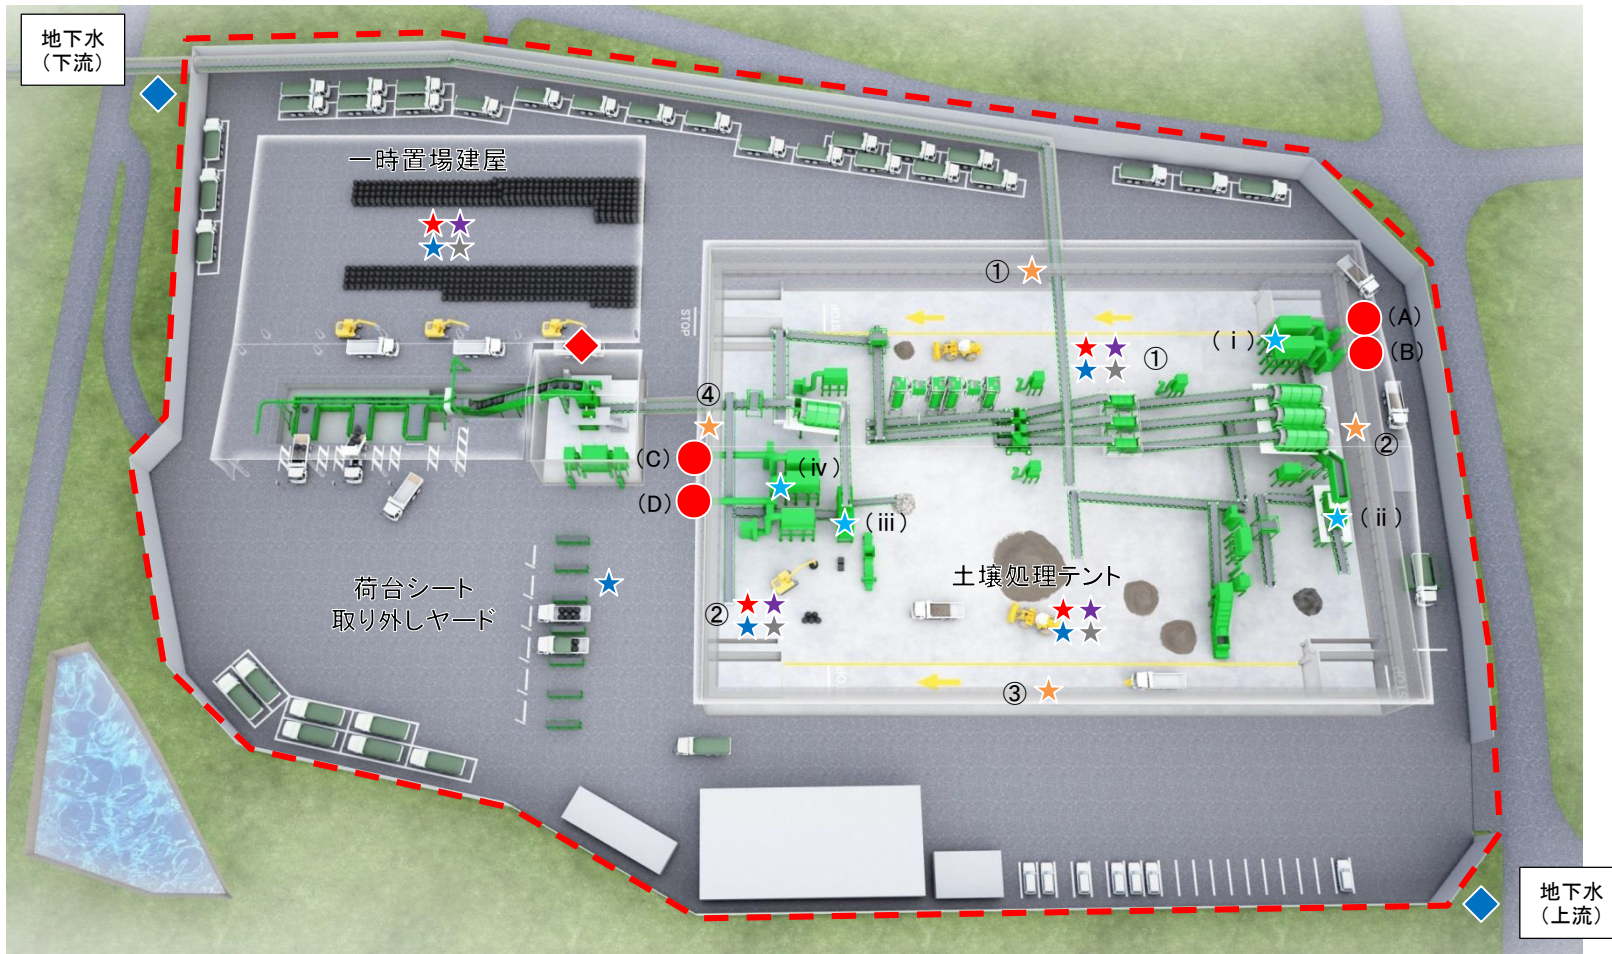 地下水
（下流）
一時置場建屋
①
STOP
STOP
（A）
（ⅰ）
（B）
①
④
②
（C）
（ⅳ）
（D）
（ⅲ）
（ⅱ）
土壌処理テント
荷台シート
取り外しヤード
②
③
地下水
（上流）